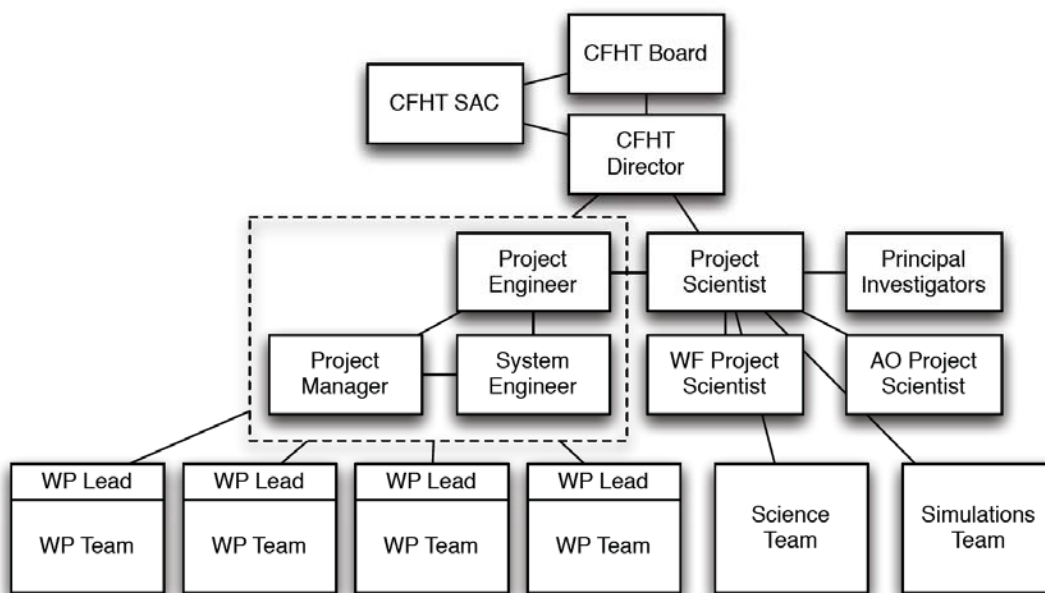 CFHT Board
CFHT SAC
CFHT
Director
Project
Engineer
Project
Scientist
Principal
Investigators
Project
Manager
System
Engineer
WF Project
Scientist
AO Project
Scientist
WP Lead
WP Team
WP Lead
WP Team
WP Lead
WP Team
WP Lead
WP Team
Science
Team
Simulations
Team